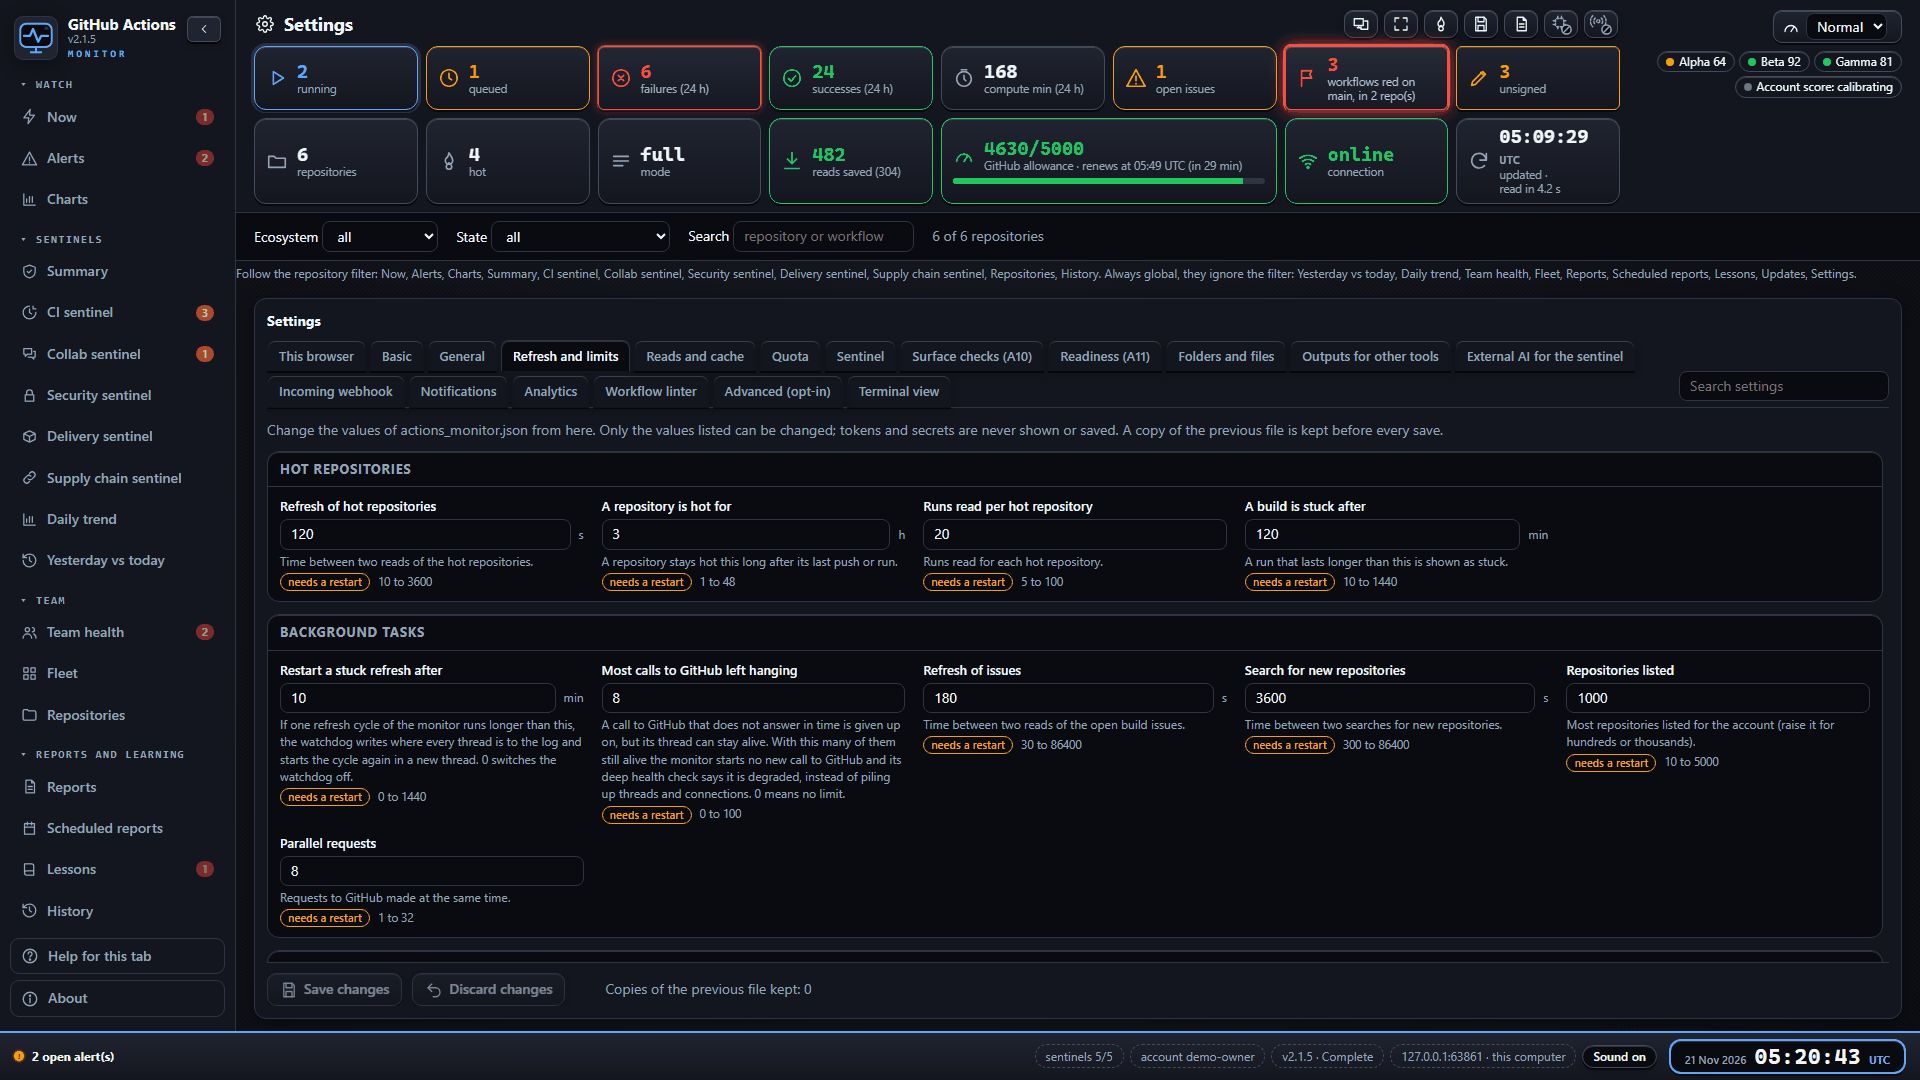 GitHub Actions
v2.1.5
MONITOR
WATCH
Now 1
Alerts 2
Charts
SENTINELS
Summary
CI sentinel 3
Collab sentinel 1
Security sentinel
Delivery sentinel
Supply chain sentinel
Daily trend
Yesterday vs today
TEAM
Team health 2
Fleet
Repositories
REPORTS AND LEARNING
Reports
Scheduled reports
Lessons 1
History
Help for this tab
About
Settings
Normal
2
running
1
queued
6
failures (24 h)
24
successes (24 h)
168
compute min (24 h)
1
open issues
3
workflows red on
main, in 2 repo(s)
3
unsigned
Alpha 64
Beta 92
Gamma 81
Account score: calibrating
6
repositories
4
hot
full
mode
482
reads saved (304)
4630/5000
GitHub allowance · renews at 05:49 UTC (in 29 min)
online
connection
05:09:29
UTC
updated ·
read in 4.2 s
Ecosystem all State all Search repository or workflow 6 of 6 repositories
Follow the repository filter: Now, Alerts, Charts, Summary, CI sentinel, Collab sentinel, Security sentinel, Delivery sentinel, Supply chain sentinel, Repositories, History. Always global, they ignore the filter: Yesterday vs today, Daily trend, Team health, Fleet, Reports, Scheduled reports, Lessons, Updates, Settings.
Settings
This browser Basic General Refresh and limits Reads and cache Quota Sentinel Surface checks (A10) Readiness (A11) Folders and files Outputs for other tools External AI for the sentinel
Incoming webhook Notifications Analytics Workflow linter Advanced (opt-in) Terminal view
Search settings
Change the values of actions_monitor.json from here. Only the values listed can be changed; tokens and secrets are never shown or saved. A copy of the previous file is kept before every save.
HOT REPOSITORIES
Refresh of hot repositories
120 s
Time between two reads of the hot repositories.
needs a restart 10 to 3600
A repository is hot for
3 h
A repository stays hot this long after its last push or run.
needs a restart 1 to 48
Runs read per hot repository
20
Runs read for each hot repository.
needs a restart 5 to 100
A build is stuck after
120 min
A run that lasts longer than this is shown as stuck.
needs a restart 10 to 1440
BACKGROUND TASKS
Restart a stuck refresh after
10 min
If one refresh cycle of the monitor runs longer than this,
the watchdog writes where every thread is to the log and
starts the cycle again in a new thread. 0 switches the
watchdog off.
needs a restart 0 to 1440
Most calls to GitHub left hanging
8
A call to GitHub that does not answer in time is given up
on, but its thread can stay alive. With this many of them
still alive the monitor starts no new call to GitHub and its
deep health check says it is degraded, instead of piling
up threads and connections. 0 means no limit.
needs a restart 0 to 100
Refresh of issues
180 s
Time between two reads of the open build issues.
needs a restart 30 to 86400
Search for new repositories
3600 s
Time between two searches for new repositories.
needs a restart 300 to 86400
Repositories listed
1000
Most repositories listed for the account (raise it for
hundreds or thousands).
needs a restart 10 to 5000
Parallel requests
8
Requests to GitHub made at the same time.
needs a restart 1 to 32
Save changes Discard changes Copies of the previous file kept: 0
2 open alert(s)
sentinels 5/5 account demo-owner v2.1.5 · Complete 127.0.0.1:63861 · this computer Sound on 21 Nov 2026 05:20:43 UTC